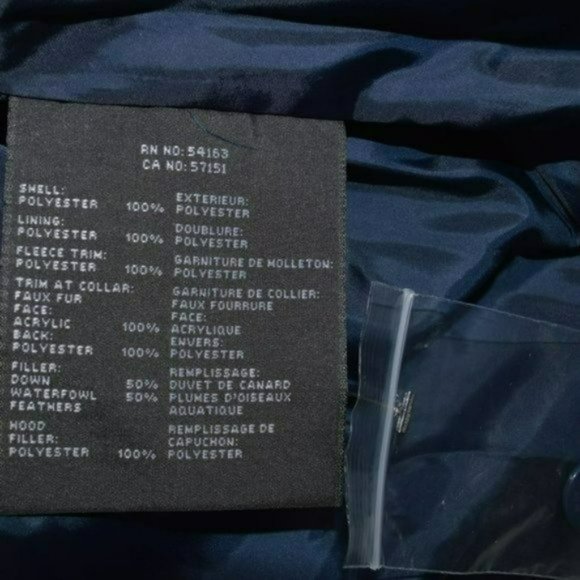 RN NO: 54163
CA NO: 57151
SHELL:
POLYESTER 100%
LINING:
POLYESTER 100%
FLEECE TRIM:
POLYESTER 100%
TRIM AT COLLAR:
FAUX FUR
FACE:
ACRYLIC 100%
BACK:
POLYESTER 100%
FILLER:
DOWN 50%
WATERFOWL 50%
FEATHERS
HOOD
FILLER:
POLYESTER 100%
EXTERIEUR:
POLYESTER
DOUBLURE:
POLYESTER
GARNITURE DE MOLLETON:
POLYESTER
GARNITURE DE COLLIER:
FAUX FOURRURE
FACE:
ACRYLIQUE
ENVERS:
POLYESTER
REMPLISSAGE:
DUVET DE CANARD
PLUMES D'OISEAUX
AQUATIQUE
REMPLISSAGE DE
CAPUCHON:
POLYESTER